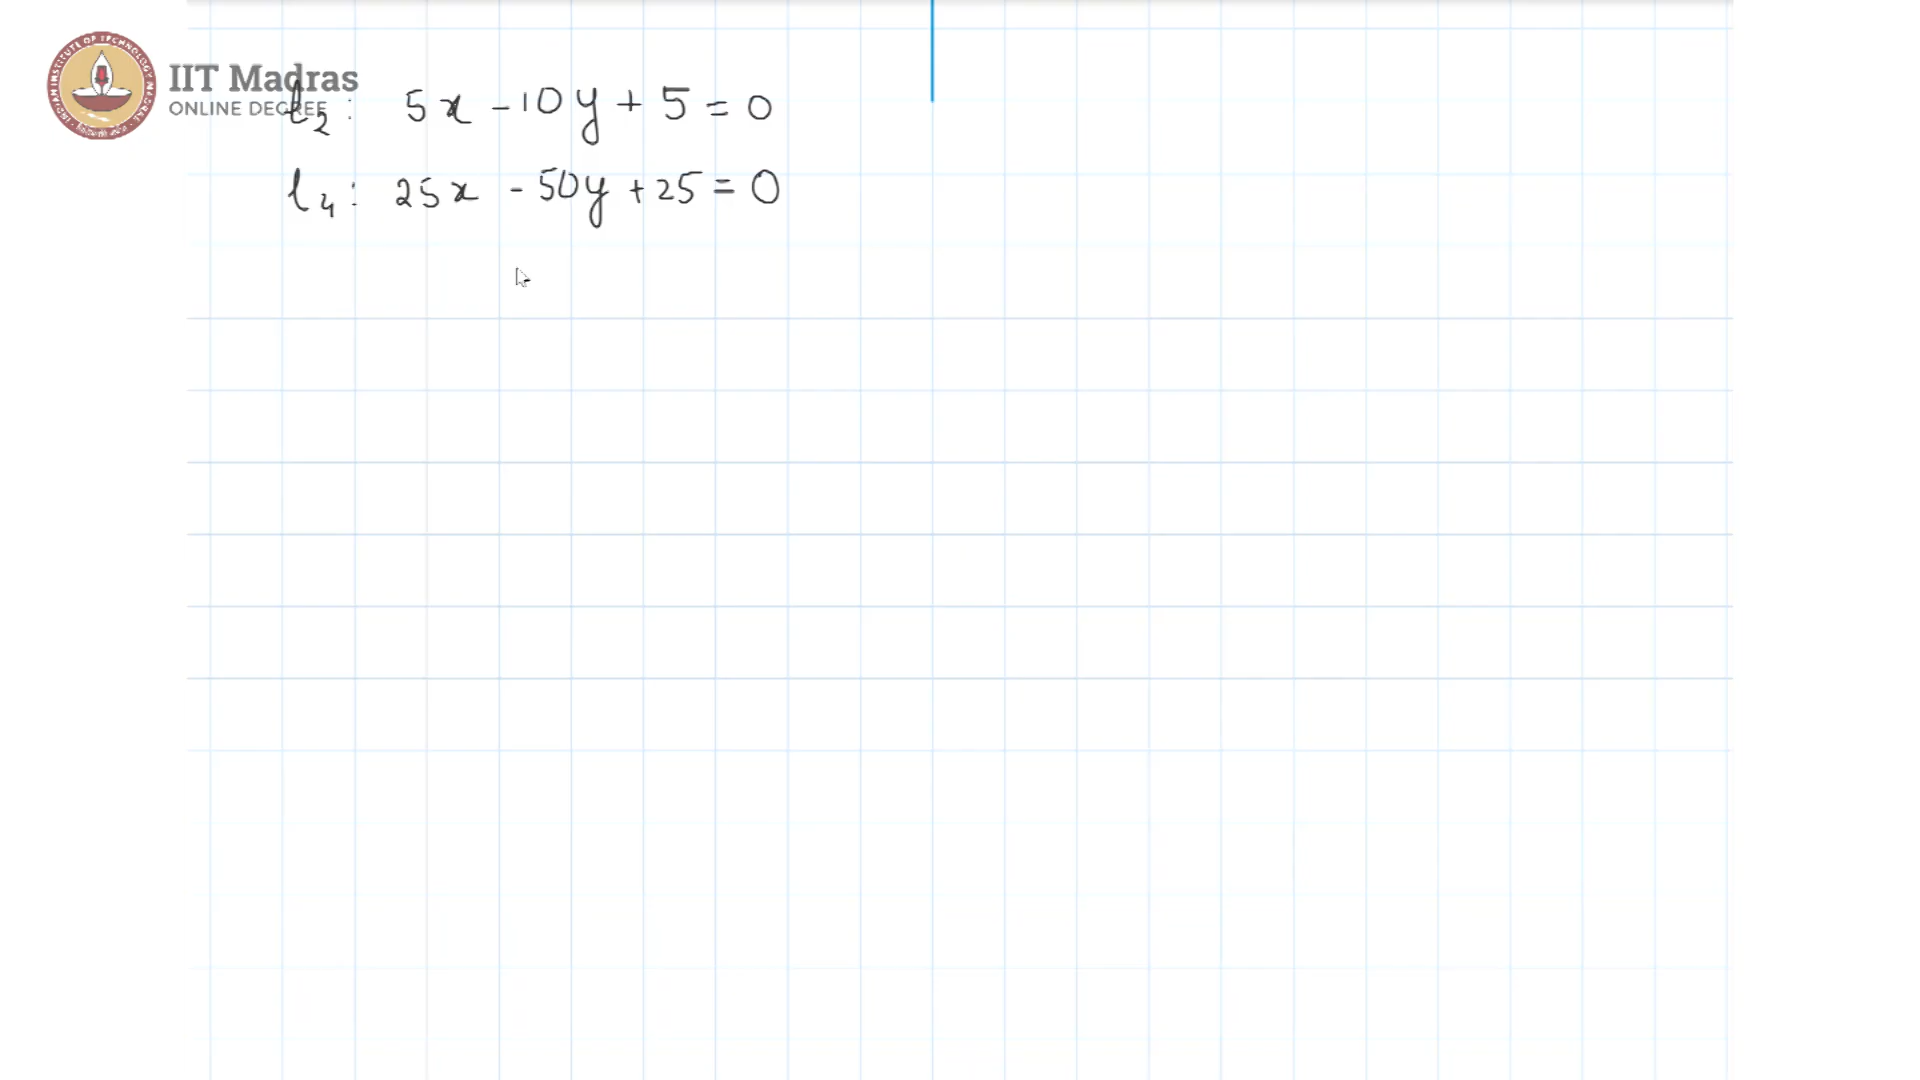 IIT Madras
ONLINE DEGREE
l₂: 5x - 10y + 5 = 0
l₄: 25x - 50y + 25 = 0